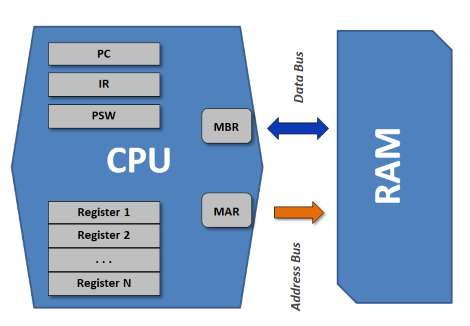 PC
IR
PSW
MBR
CPU
MAR
Register 1
Register 2
. . .
Register N
Data Bus
Address Bus
RAM